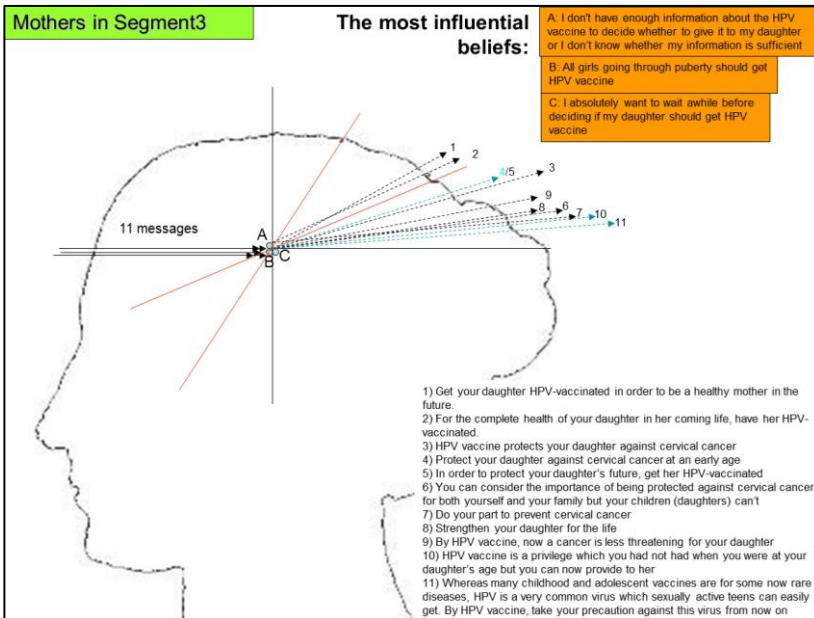 Mothers in Segment3
The most influential
beliefs:
A: I don't have enough information about the HPV
vaccine to decide whether to give it to my daughter
or I don't know whether my information is sufficient
B: All girls going through puberty should get
HPV vaccine
C: I absolutely want to wait awhile before
deciding if my daughter should get HPV
vaccine
1
2
4/5
3
9
8
6
7
10
11
11 messages
A
B
C
1) Get your daughter HPV-vaccinated in order to be a healthy mother in the
future.
2) For the complete health of your daughter in her coming life, have her HPV-
vaccinated.
3) HPV vaccine protects your daughter against cervical cancer
4) Protect your daughter against cervical cancer at an early age
5) In order to protect your daughter's future, get her HPV-vaccinated
6) You can consider the importance of being protected against cervical cancer
for both yourself and your family but your children (daughters) can't
7) Do your part to prevent cervical cancer
8) Strengthen your daughter for the life
9) By HPV vaccine, now a cancer is less threatening for your daughter
10) HPV vaccine is a privilege which you had not had when you were at your
daughter's age but you can now provide to her
11) Whereas many childhood and adolescent vaccines are for some now rare
diseases, HPV is a very common virus which sexually active teens can easily
get. By HPV vaccine, take your precaution against this virus from now on